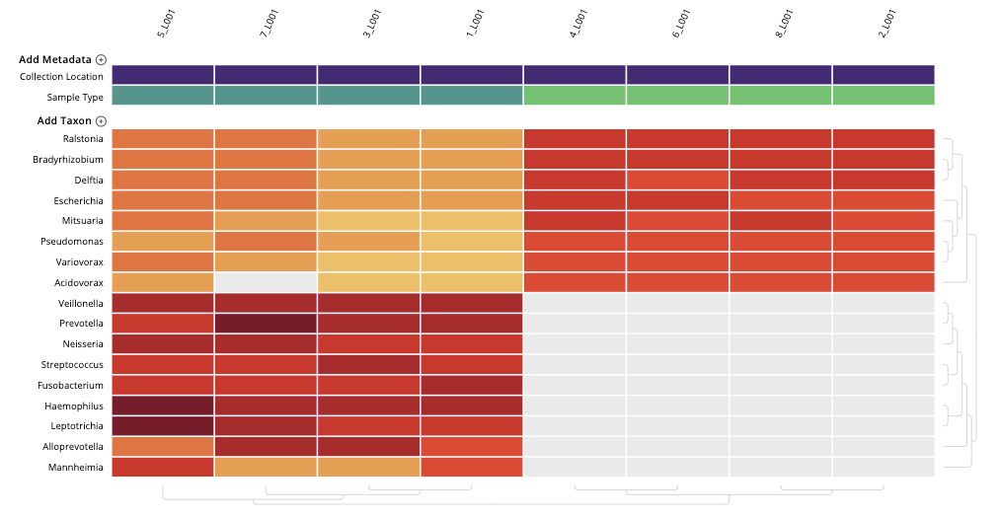 5_L001 7_L001 3_L001 1_L001 4_L001 6_L001 8_L001 2_L001
Add Metadata
Collection Location
Sample Type
Add Taxon
Ralstonia
Bradyrhizobium
Delftia
Escherichia
Mitsuaria
Pseudomonas
Variovorax
Acidovorax
Veillonella
Prevotella
Neisseria
Streptococcus
Fusobacterium
Haemophilus
Leptotrichia
Alloprevotella
Mannheimia